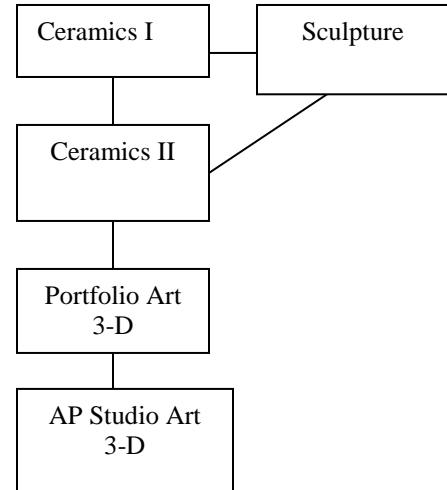 Ceramics I
Sculpture
Ceramics II
Portfolio Art
3-D
AP Studio Art
3-D